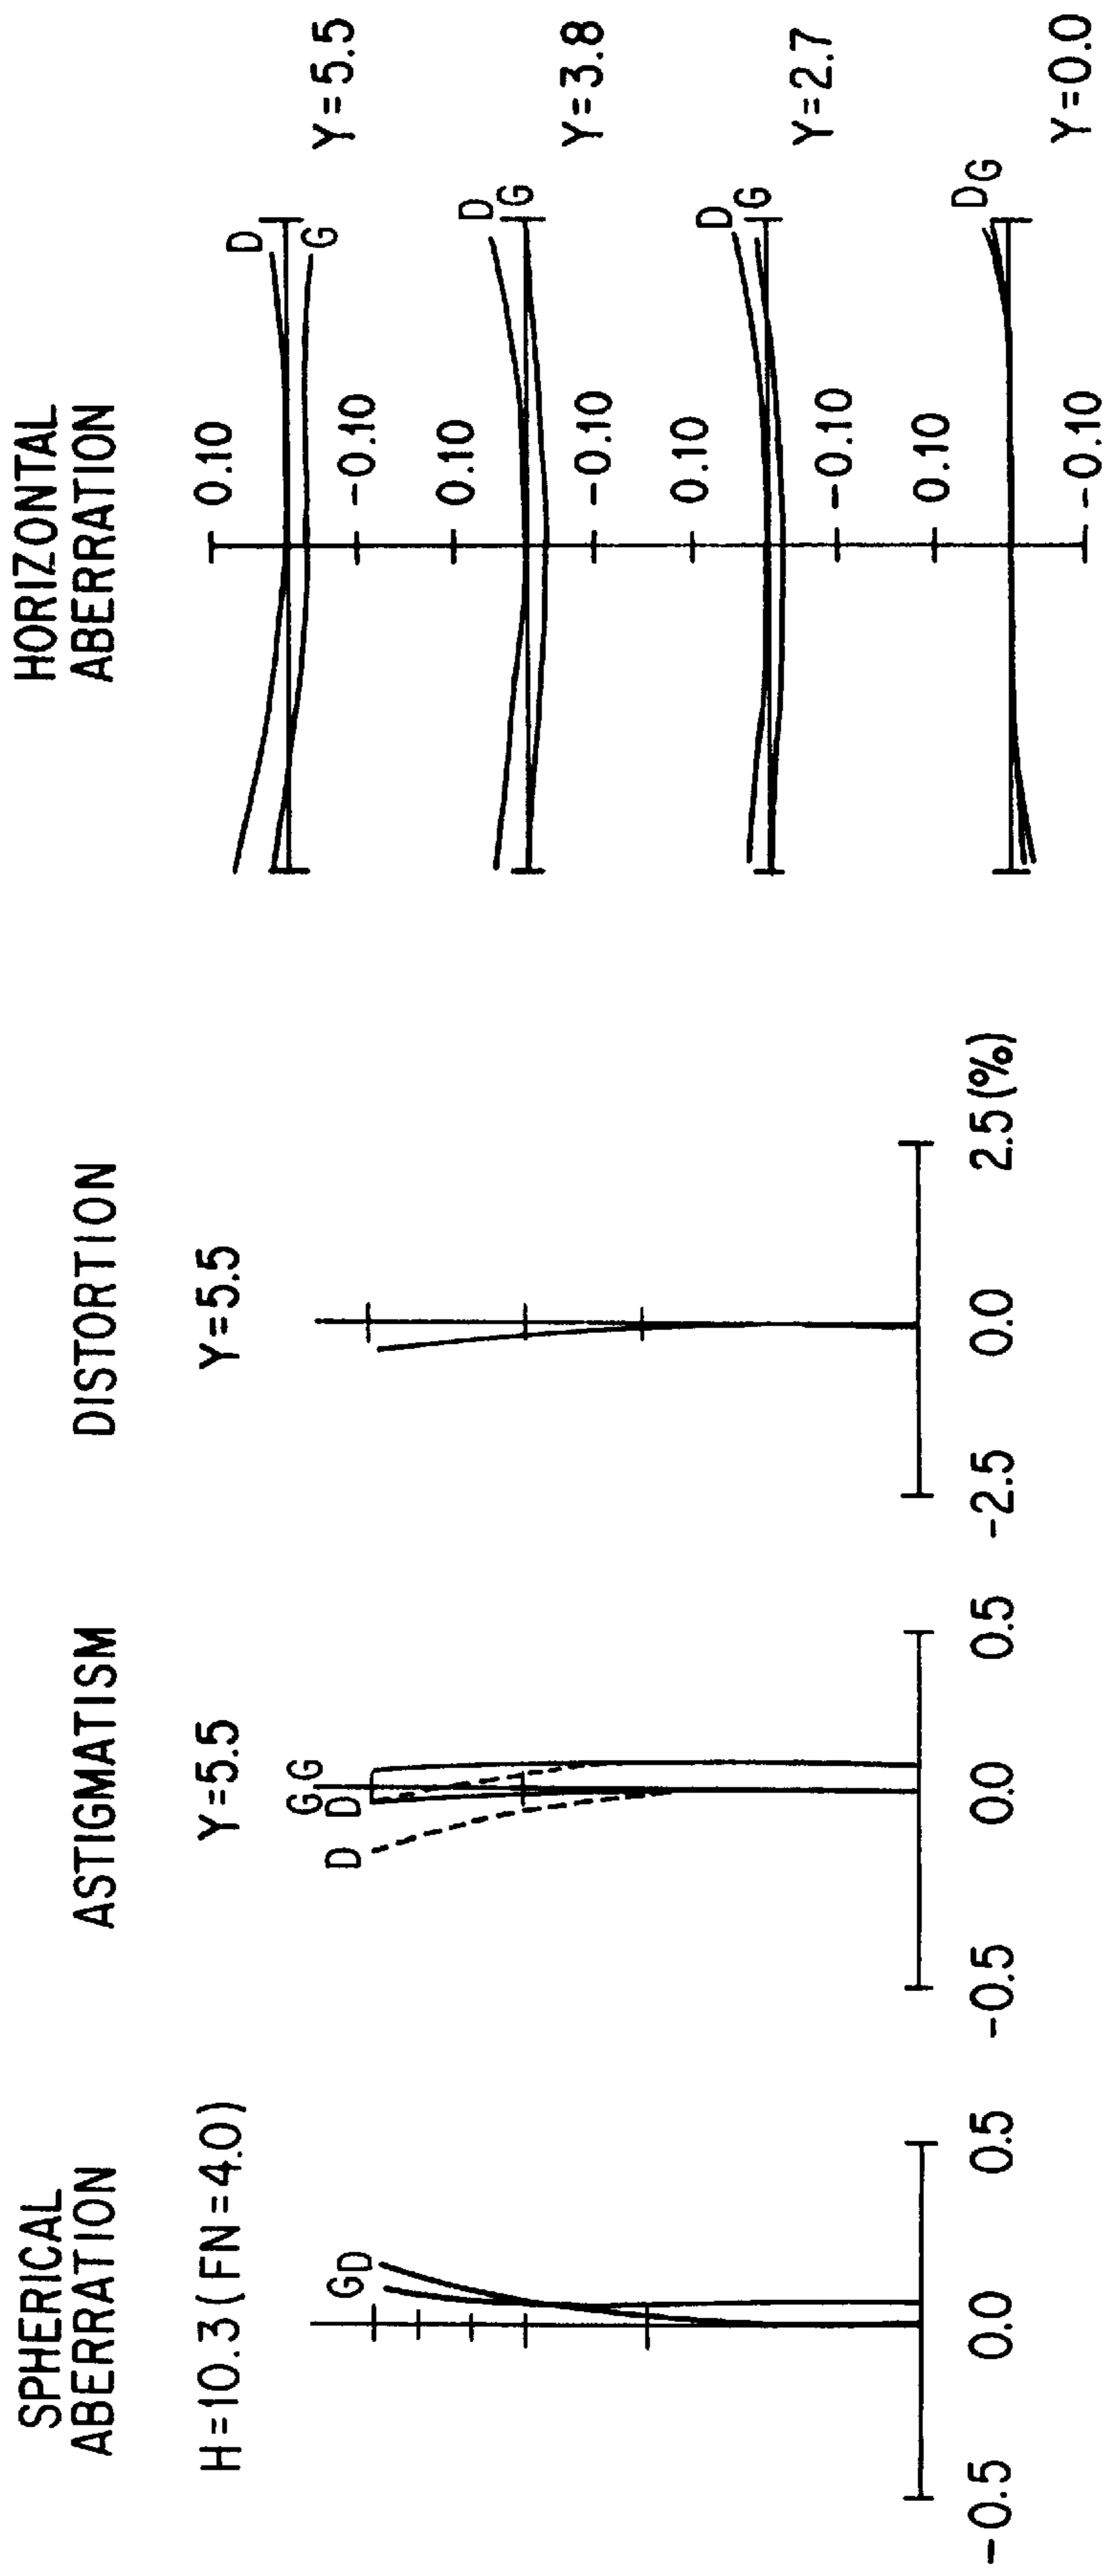 SPHERICAL
ABERRATION
H=10.3(FN=4.0)
G D
-0.5 0.0 0.5
ASTIGMATISM
Y=5.5
G G
D D
-0.5 0.0 0.5
DISTORTION
Y=5.5
-2.5 0.0 2.5(%)
HORIZONTAL
ABERRATION
0.10
D
G
Y=5.5
-0.10
0.10
D
G
Y=3.8
-0.10
0.10
D
G
Y=2.7
-0.10
0.10
D
G
Y=0.0
-0.10